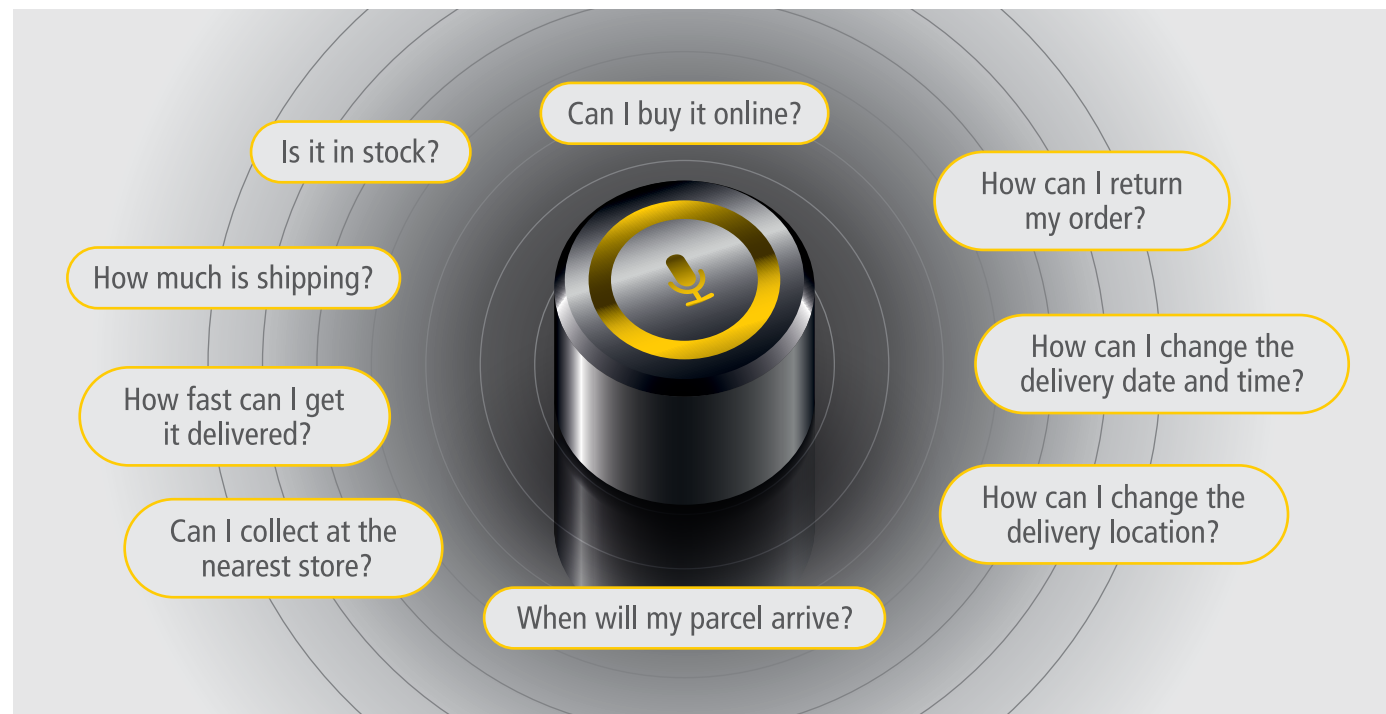 Can I buy it online?
Is it in stock?
How can I return
my order?
How much is shipping?
How can I change the
delivery date and time?
How fast can I get
it delivered?
How can I change the
delivery location?
Can I collect at the
nearest store?
When will my parcel arrive?